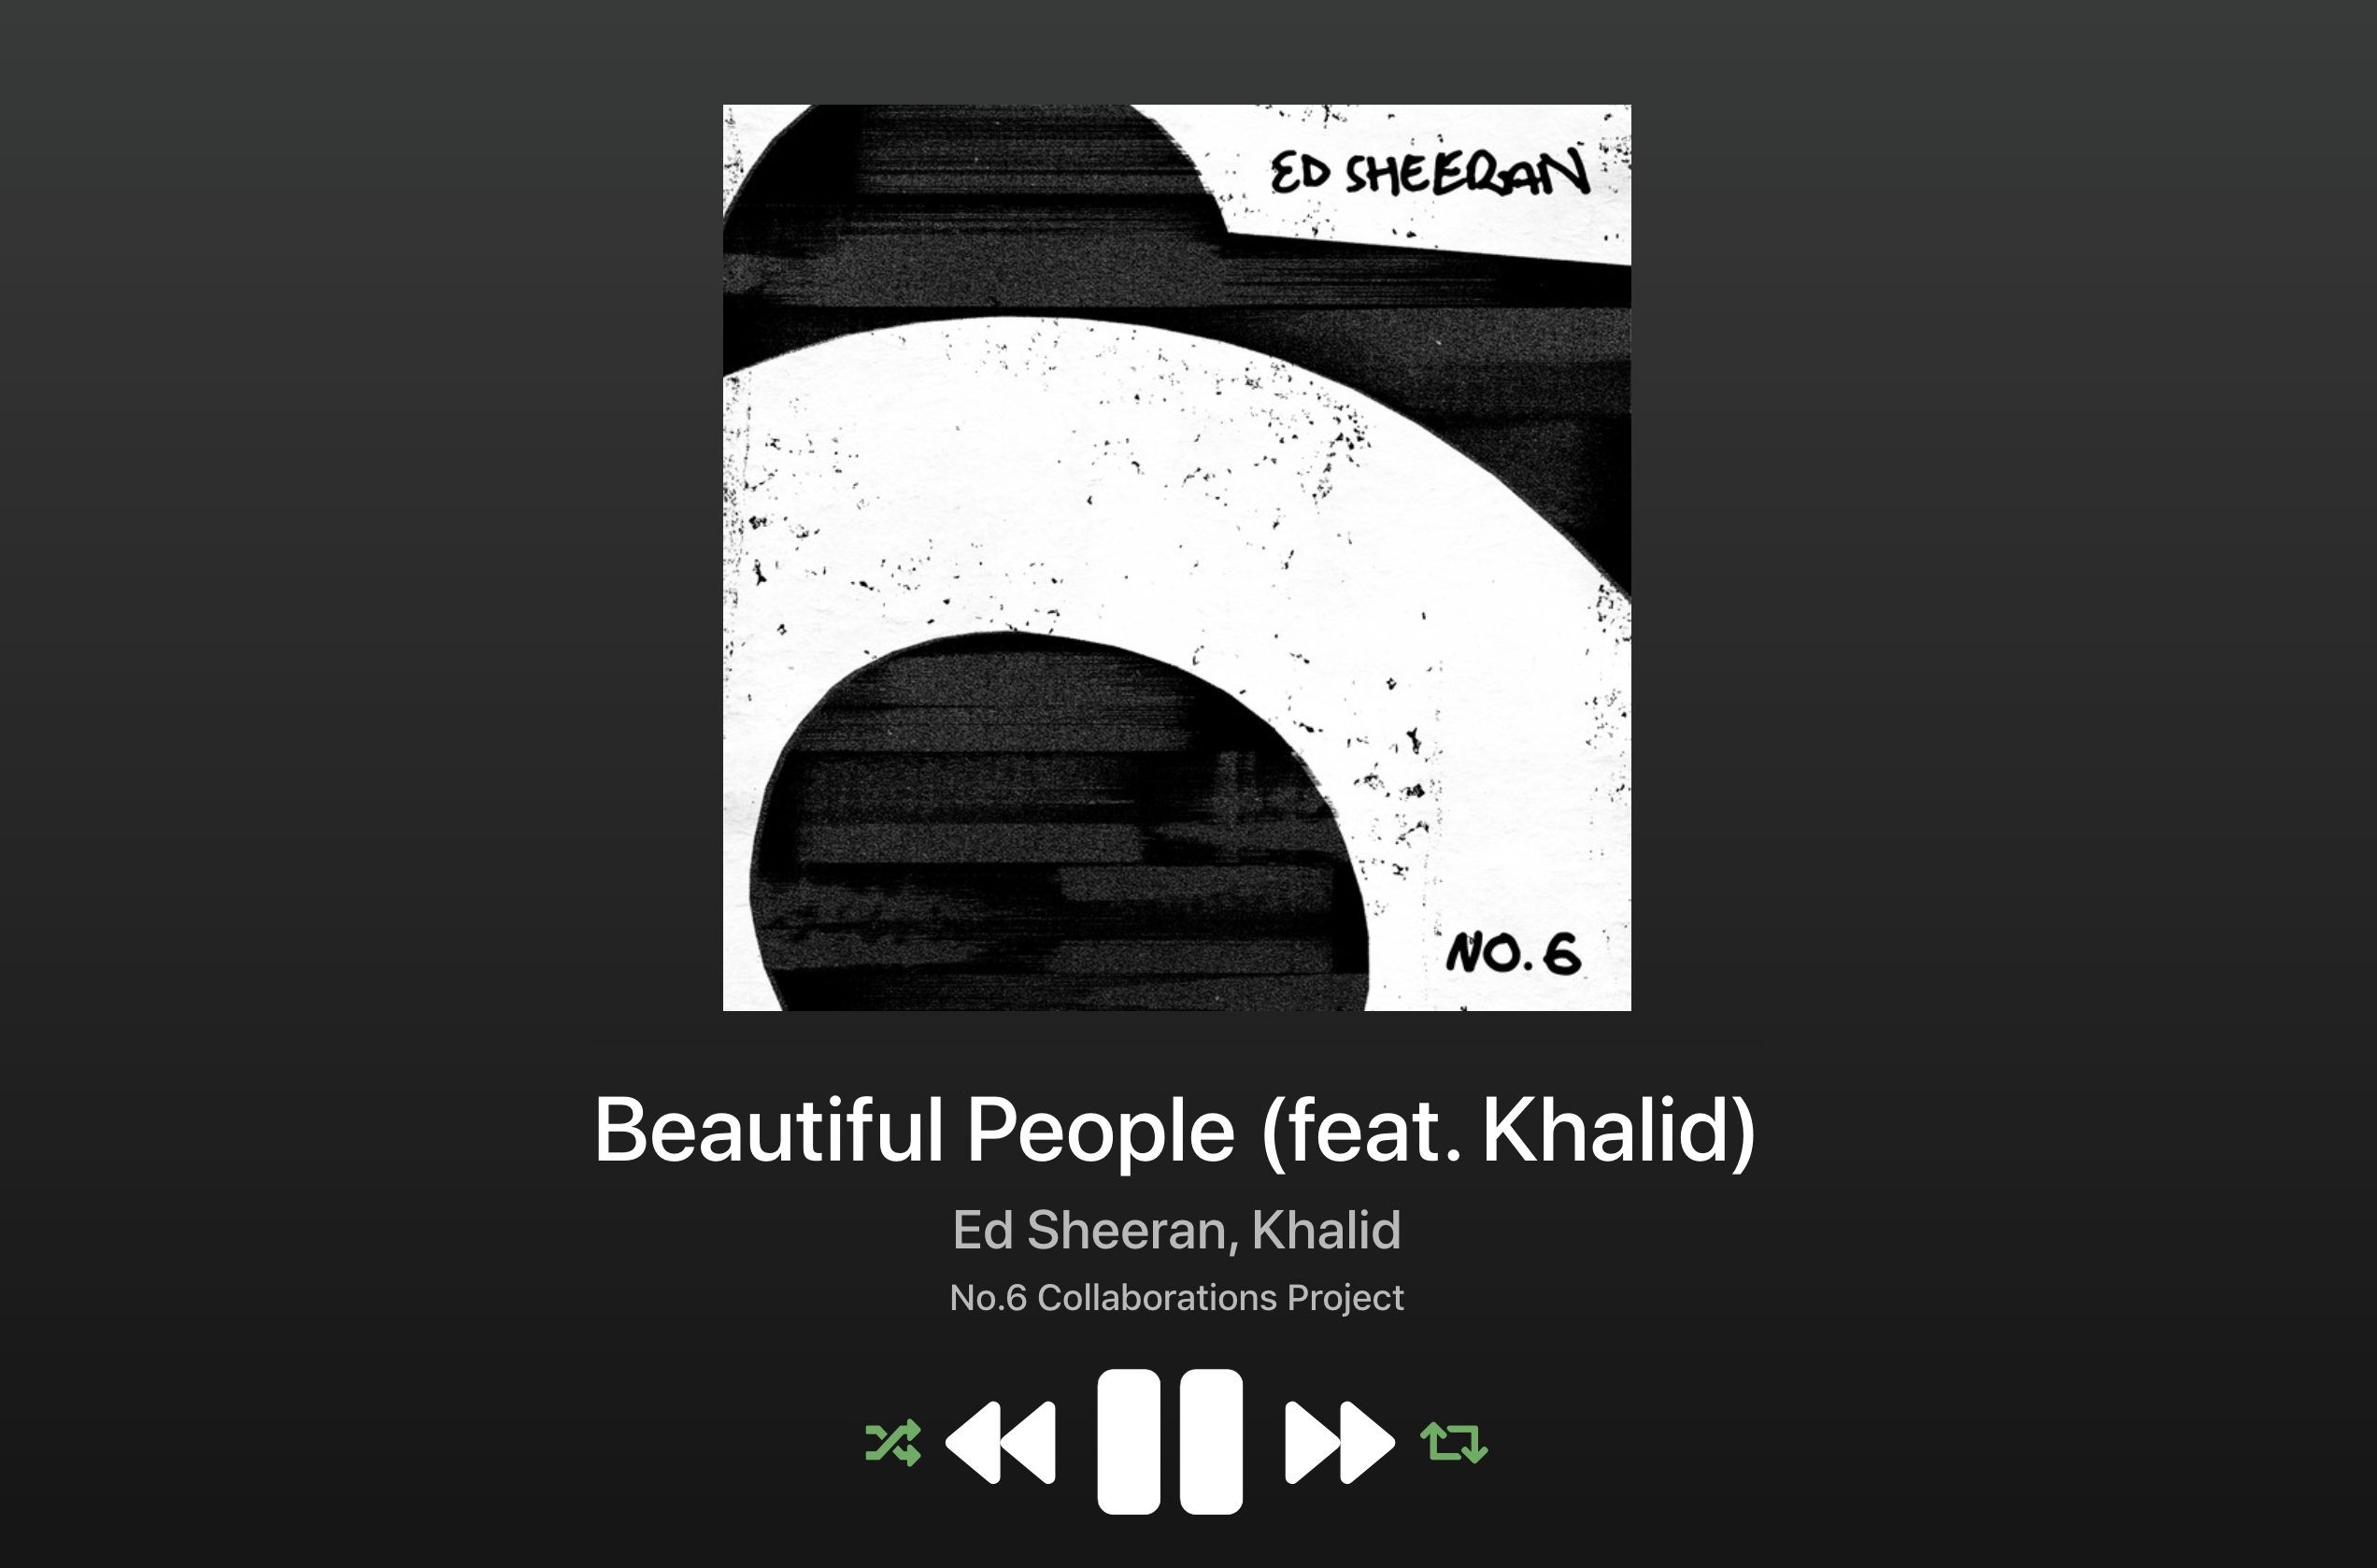 ED SHEERAN
NO. 6
Beautiful People (feat. Khalid)
Ed Sheeran, Khalid
No.6 Collaborations Project